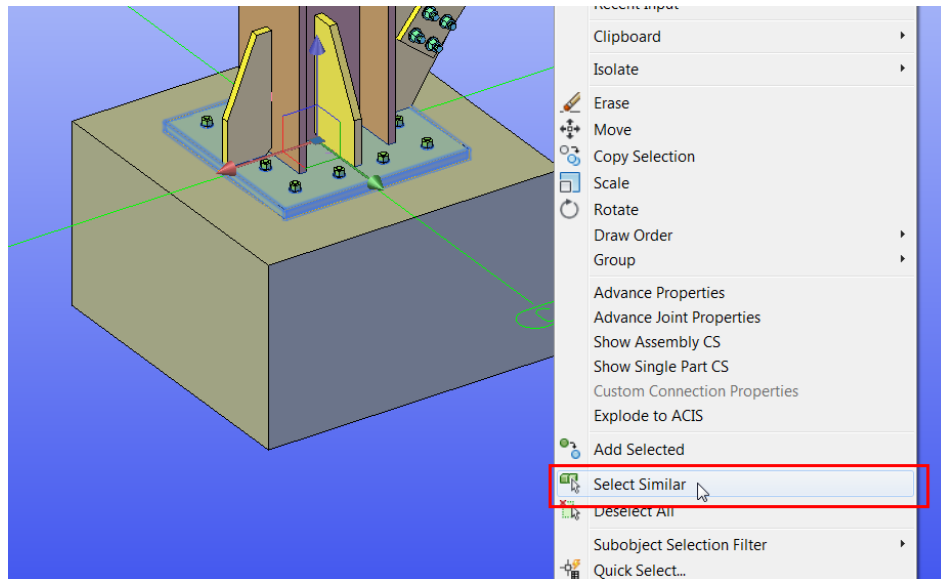 Recent Input
Clipboard
Isolate
Erase
Move
Copy Selection
Scale
Rotate
Draw Order
Group
Advance Properties
Advance Joint Properties
Show Assembly CS
Show Single Part CS
Custom Connection Properties
Explode to ACIS
Add Selected
Select Similar
Deselect All
Subobject Selection Filter
Quick Select...